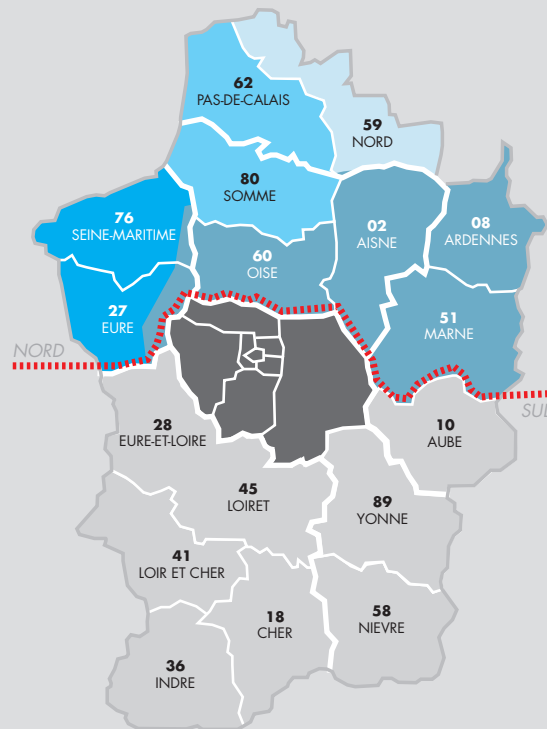 62
PAS-DE-CALAIS
59
NORD
80
SOMME
76
SEINE-MARITIME
02
AISNE
08
ARDENNES
60
OISE
27
EURE
51
MARNE
NORD
SUD
28
EURE-ET-LOIRE
10
AUBE
45
LOIRET
89
YONNE
41
LOIR ET CHER
18
CHER
58
NIEVRE
36
INDRE